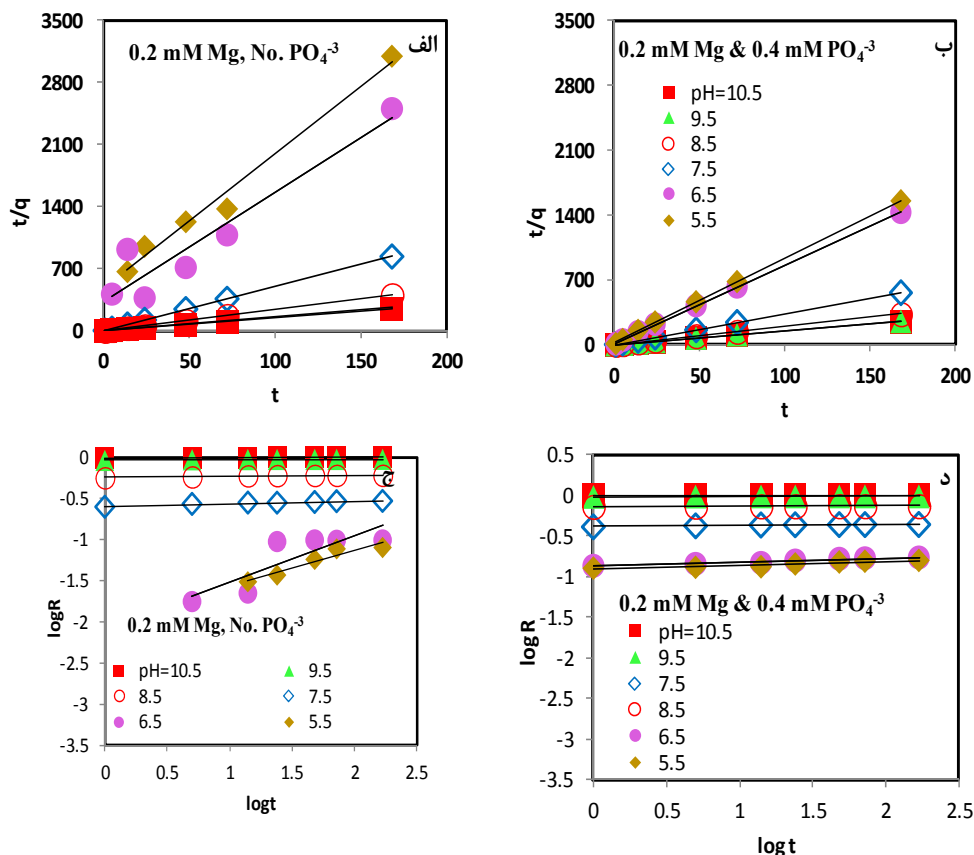 الف
0.2 mM Mg, No. PO4-3
3500
2800
2100
1400
700
0
t/q
0 50 100 150 200
t
ب
0.2 mM Mg & 0.4 mM PO4-3
pH=10.5
9.5
8.5
7.5
6.5
5.5
3500
2800
2100
1400
700
0
t/q
0 50 100 150 200
t
ج
0
-0.5
-1
-1.5
-2
-2.5
-3
-3.5
logR
0.2 mM Mg, No. PO4-3
pH=10.5 9.5
8.5 7.5
6.5 5.5
0 0.5 1 1.5 2 2.5
logt
د
0.5
0
-0.5
-1
-1.5
-2
-2.5
-3
-3.5
log R
0.2 mM Mg & 0.4 mM PO4-3
pH=10.5
9.5
7.5
8.5
6.5
5.5
0 0.5 1 1.5 2 2.5
log t